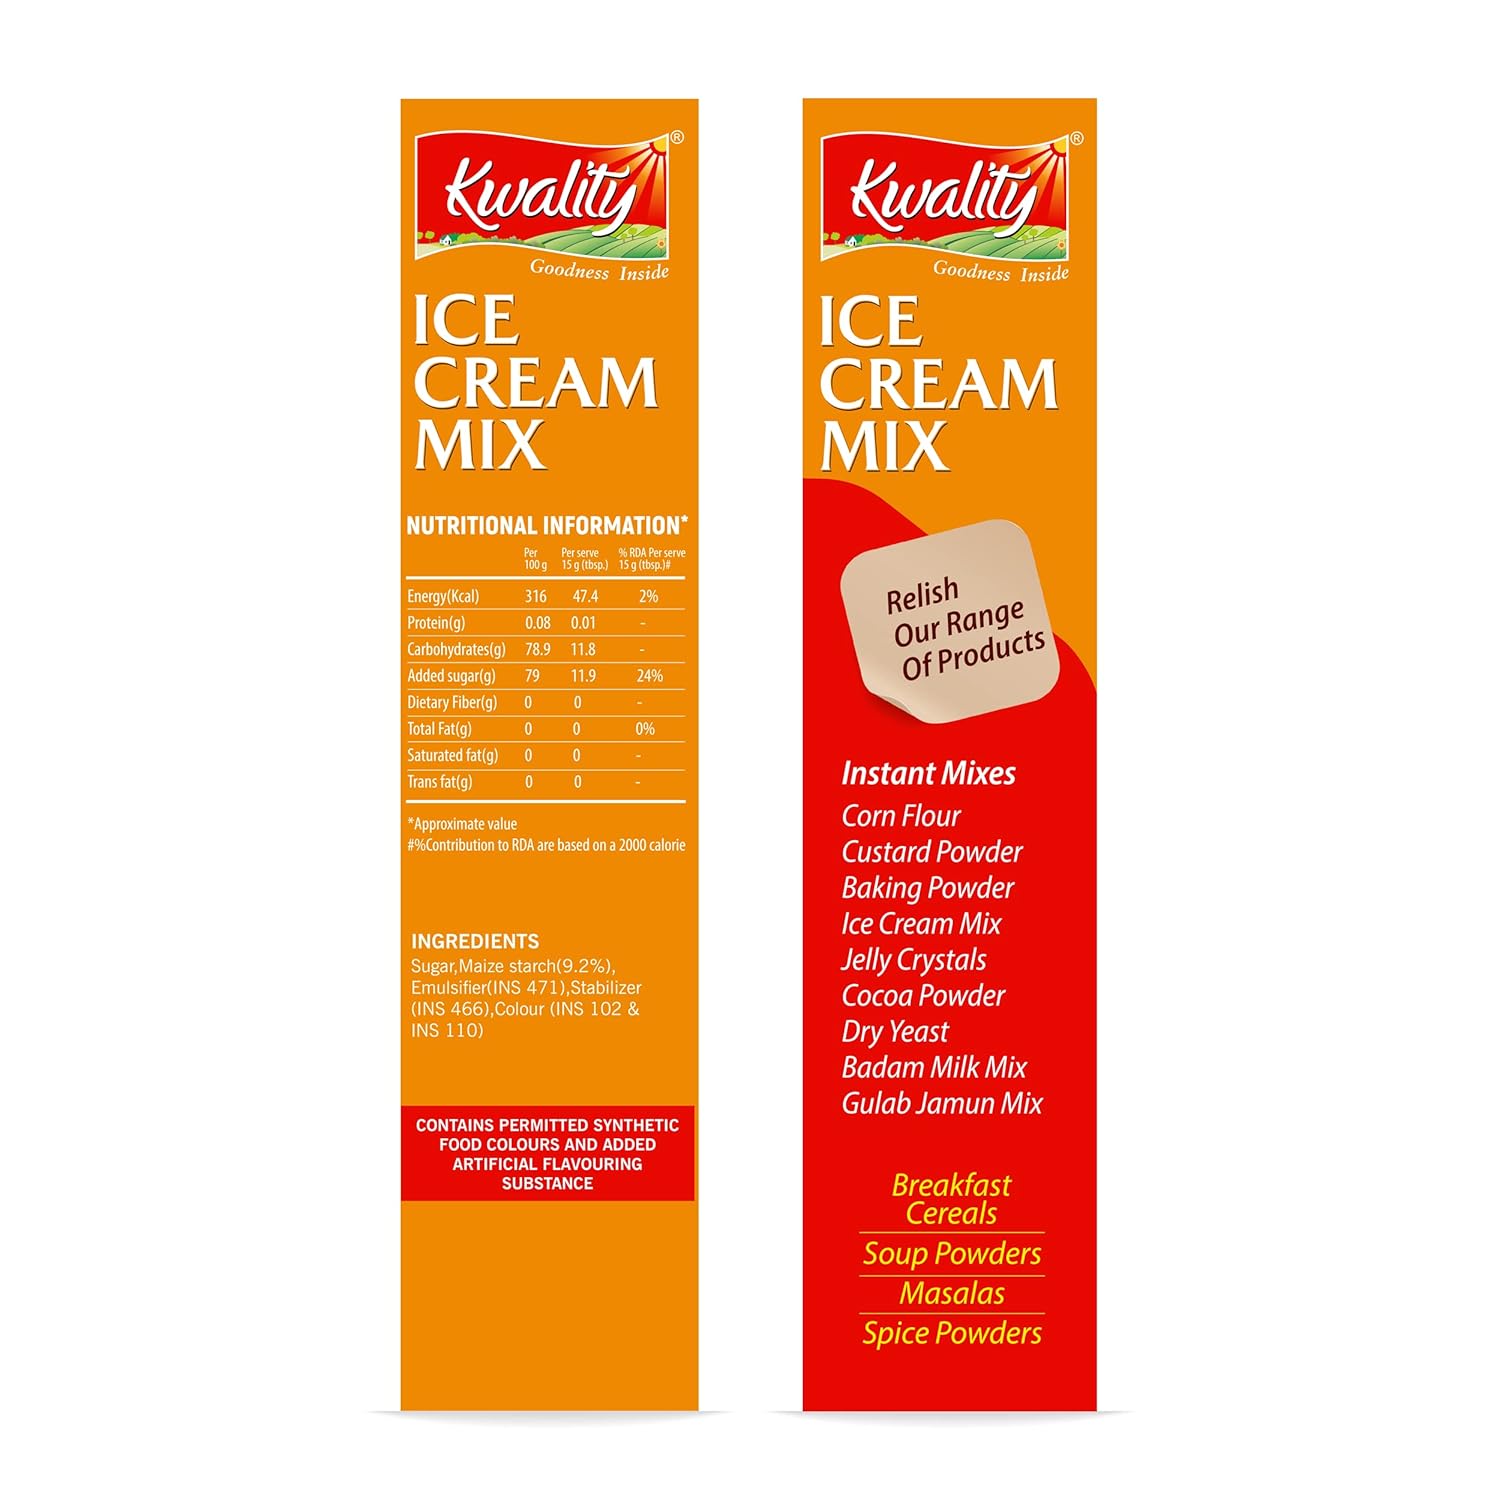 Kwality®
Goodness Inside
ICE
CREAM
MIX
NUTRITIONAL INFORMATION*
Per 100 g Per serve 15 g (tbsp.) % RDA Per serve 15 g (tbsp.)#
Energy(Kcal) 316 47.4 2%
Protein(g) 0.08 0.01 -
Carbohydrates(g) 78.9 11.8 -
Added sugar(g) 79 11.9 24%
Dietary Fiber(g) 0 0 -
Total Fat(g) 0 0 0%
Saturated fat(g) 0 0 -
Trans fat(g) 0 0 -
*Approximate value
#%Contribution to RDA are based on a 2000 calorie
INGREDIENTS
Sugar,Maize starch(9.2%),
Emulsifier(INS 471),Stabilizer
(INS 466),Colour (INS 102 &
INS 110)
CONTAINS PERMITTED SYNTHETIC
FOOD COLOURS AND ADDED
ARTIFICIAL FLAVOURING
SUBSTANCE
Kwality®
Goodness Inside
ICE
CREAM
MIX
Relish
Our Range
Of Products
Instant Mixes
Corn Flour
Custard Powder
Baking Powder
Ice Cream Mix
Jelly Crystals
Cocoa Powder
Dry Yeast
Badam Milk Mix
Gulab Jamun Mix
Breakfast
Cereals
Soup Powders
Masalas
Spice Powders